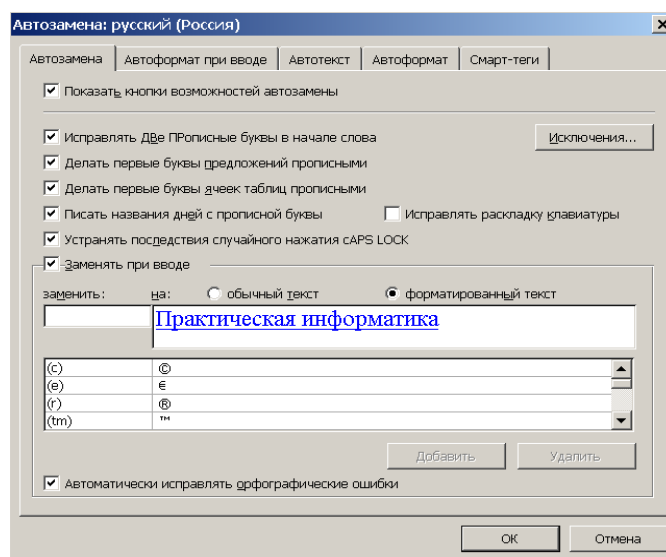 Автозамена: русский (Россия)
Автозамена Автоформат при вводе Автотекст Автоформат Смарт-теги
Показать кнопки возможностей автозамены
Исправлять ДВе ПРописные буквы в начале слова Исключения...
Делать первые буквы предложений прописными
Делать первые буквы ячеек таблиц прописными
Писать названия дней с прописной буквы Исправлять раскладку клавиатуры
Устранять последствия случайного нажатия cAPS LOCK
Заменять при вводе
заменить: на: обычный текст форматированный текст
Практическая информатика
(c) ©
(e) €
(r) ®
(tm) ™
Добавить Удалить
Автоматически исправлять орфографические ошибки
ОК Отмена